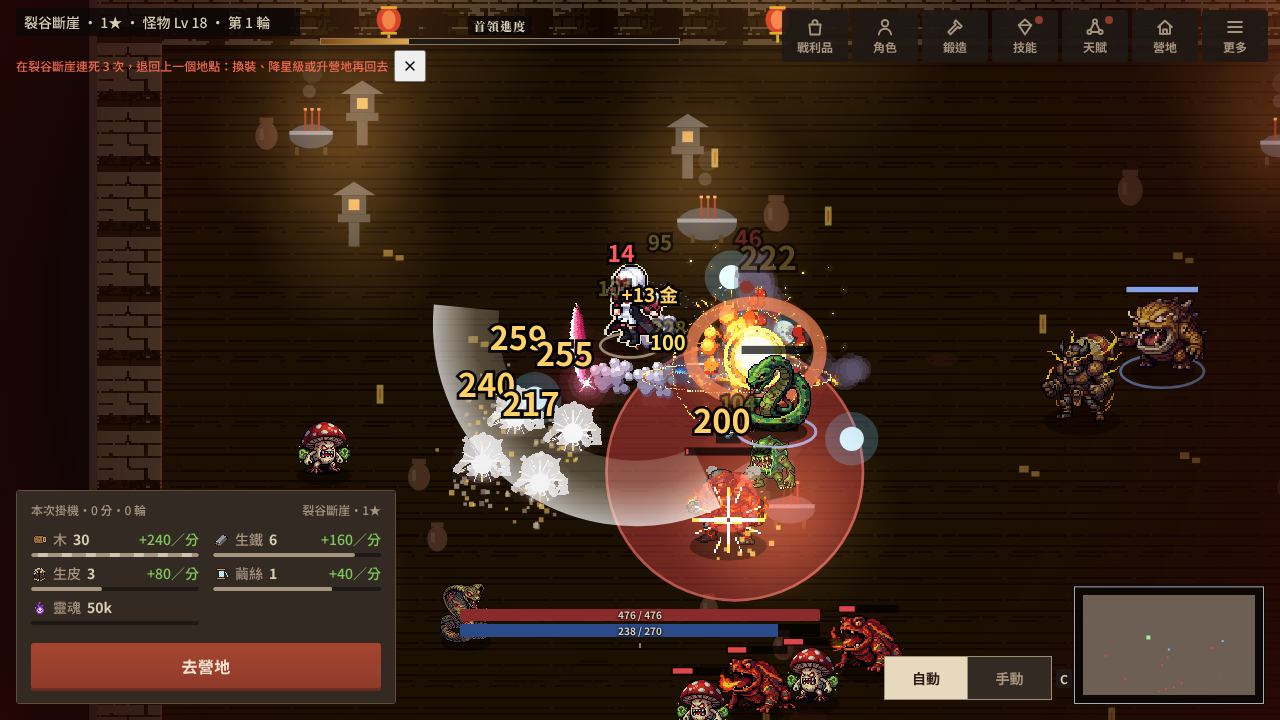 裂谷斷崖 · 1★ · 怪物 Lv 18 · 第 1 輪
首領進度
戰利品
角色
鍛造
技能
天賦
營地
更多
在裂谷斷崖連死 3 次，退回上一個地點：換裝、降星級或升營地再回去
✕
14
95
46
222
+13 金
100
259
255
240
217
200
本次掛機・0 分・0 輪
裂谷斷崖・1★
木 30 +240／分
生鐵 6 +160／分
生皮 3 +80／分
繭絲 1 +40／分
靈魂 50k
去營地
476 / 476
238 / 270
自動
手動
C